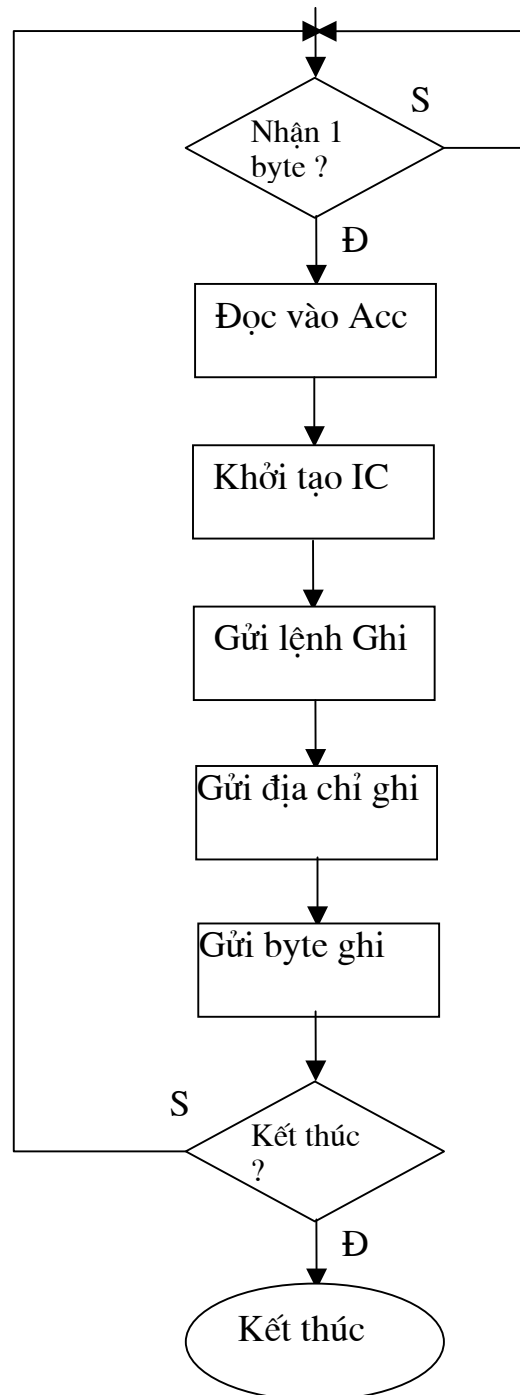 S
Nhận 1
byte ?
Đ
Đọc vào Acc
Khởi tạo IC
Gửi lệnh Ghi
Gửi địa chỉ ghi
Gửi byte ghi
S
Kết thúc
?
Đ
Kết thúc